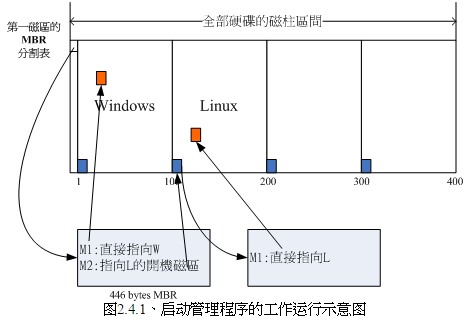 全部硬碟的磁柱區間
第一磁區的
MBR
分割表
Windows
Linux
1
100
200
300
400
M1:直接指向W
M2:指向L的開機磁區
M1:直接指向L
446 bytes MBR
图2.4.1、启动管理程序的工作运行示意图